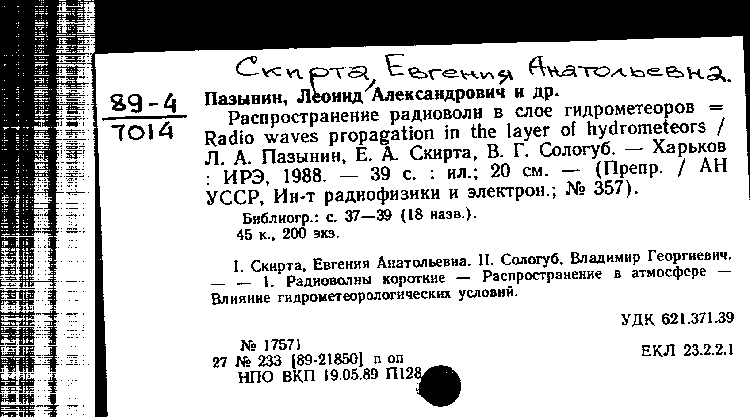 Скирта, Евгения Анатольевна.
89-4
7014
Пазынин, Леонид Александрович и др.
Распространение радиоволн в слое гидрометеоров =
Radio waves propagation in the layer of hydrometeors /
Л. А. Пазынин, Е. А. Скирта, В. Г. Сологуб. — Харьков
: ИРЭ, 1988. — 39 с. : ил.; 20 см. — (Препр. / АН
УССР, Ин-т радиофизики и электрон.; № 357).
Библиогр.: с. 37—39 (18 назв.).
45 к., 200 экз.
I. Скирта, Евгения Анатольевна. II. Сологуб, Владимир Георгиевич.
— — 1. Радиоволны короткие — Распространение в атмосфере —
Влияние гидрометеорологических условий.
УДК 621.371.39
№ 17571
27 № 233 [89-21850] п оп
ЕКЛ 23.2.2.1
НПО ВКП 19.05.89 П128